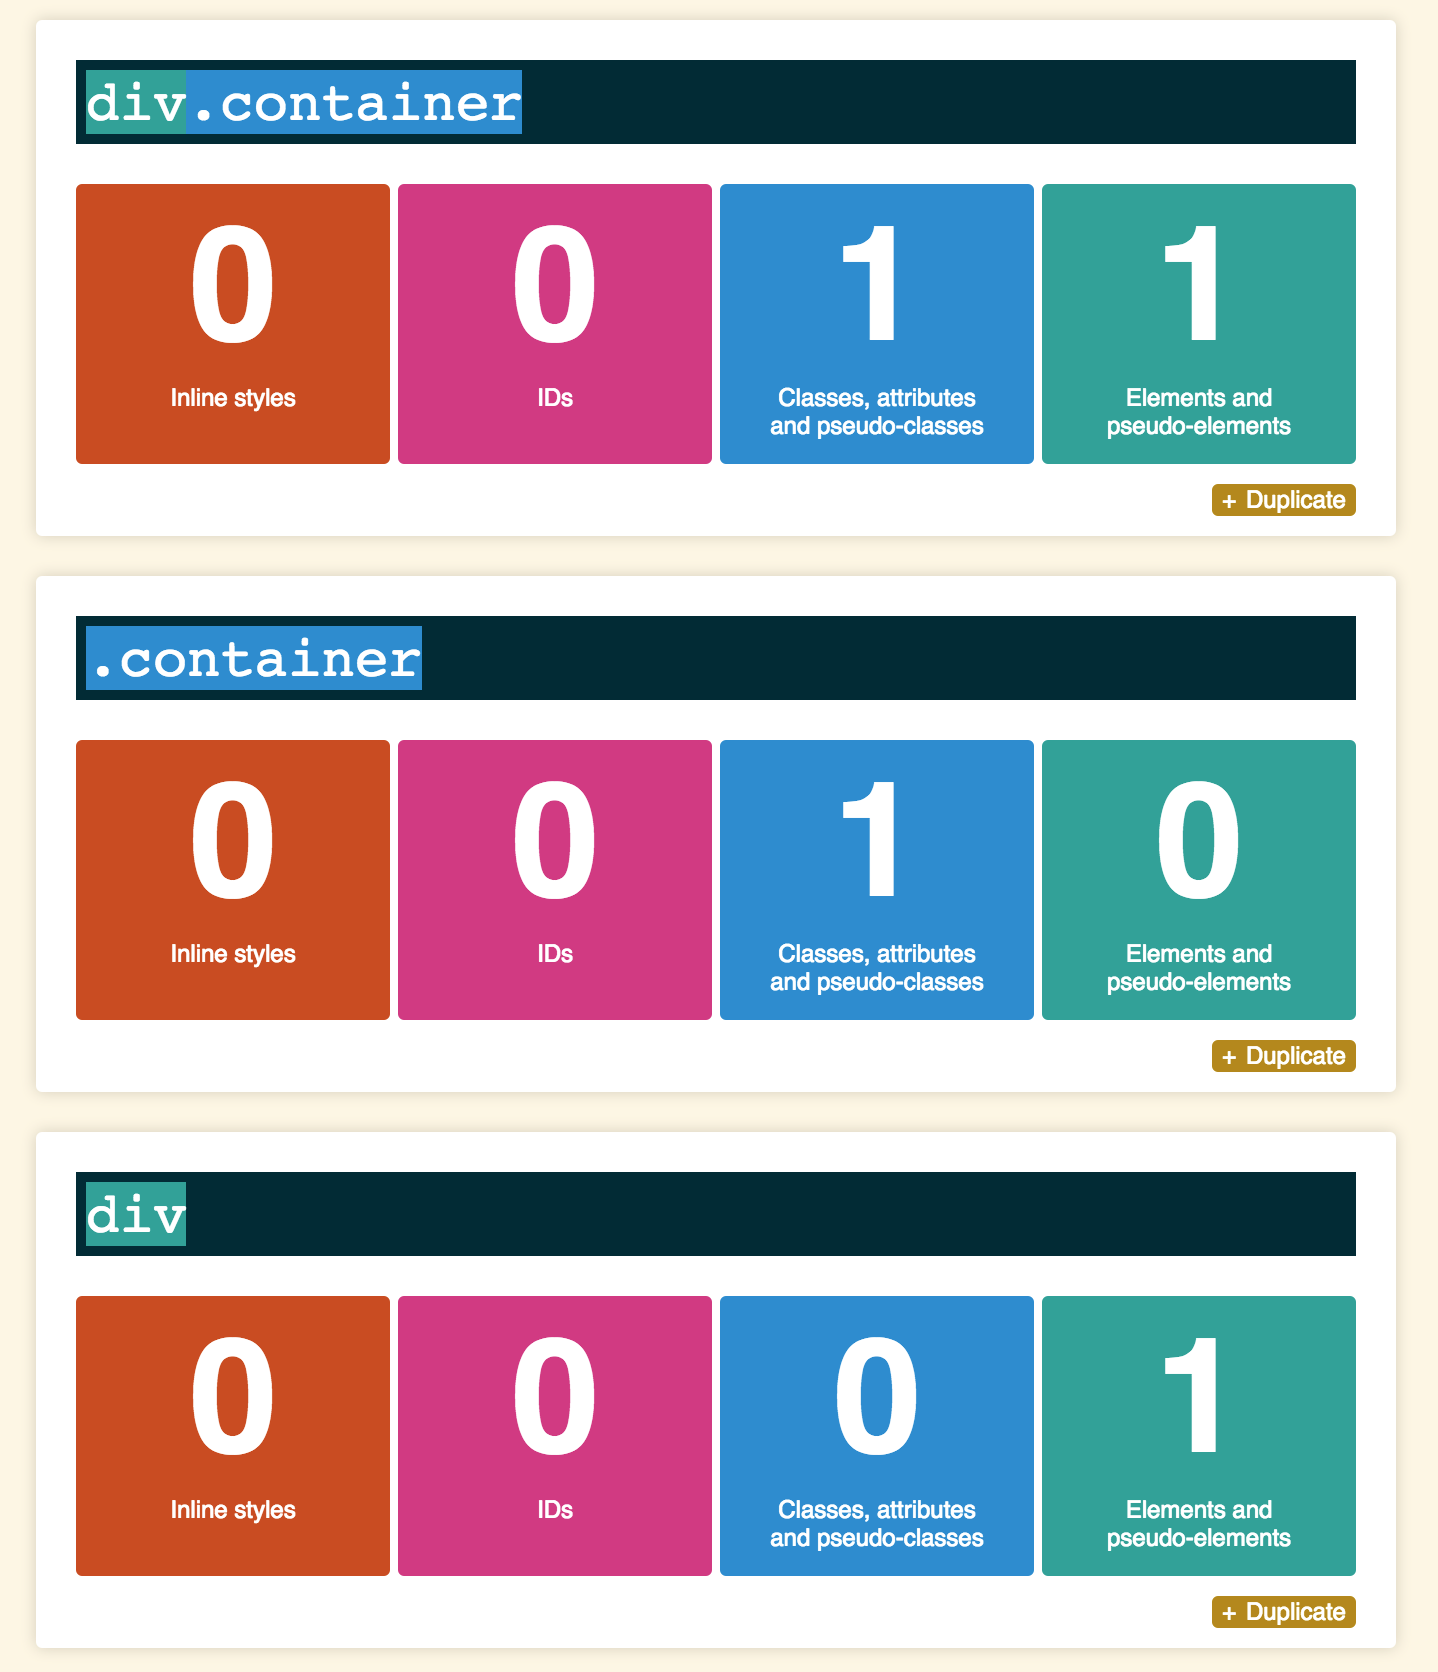 div.container
0
0
1
1
Inline styles
IDs
Classes, attributes
and pseudo-classes
Elements and
pseudo-elements
+ Duplicate
.container
0
0
1
0
Inline styles
IDs
Classes, attributes
and pseudo-classes
Elements and
pseudo-elements
+ Duplicate
div
0
0
0
1
Inline styles
IDs
Classes, attributes
and pseudo-classes
Elements and
pseudo-elements
+ Duplicate